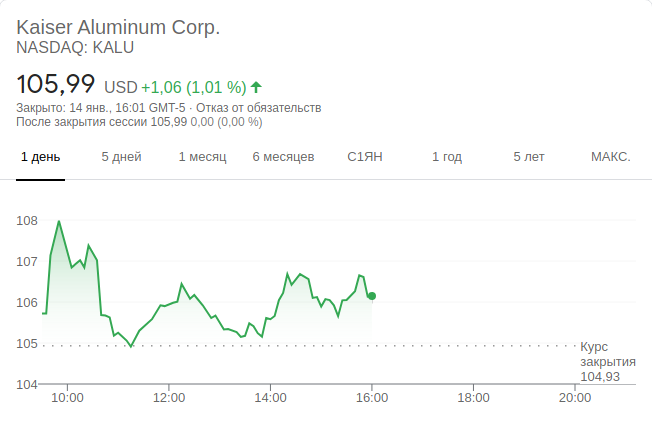 Kaiser Aluminum Corp.
NASDAQ: KALU
105,99 USD +1,06 (1,01 %)
Закрыто: 14 янв., 16:01 GMT-5 · Отказ от обязательств
После закрытия сессии 105,99 0,00 (0,00 %)
1 день 5 дней 1 месяц 6 месяцев С1ЯН 1 год 5 лет МАКС.
108
107
106
105
Курс
закрытия
104,93
104
10:00 12:00 14:00 16:00 18:00 20:00